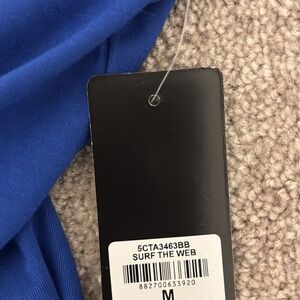 5CTA3463BB
SURF THE WEB
882700633920
M